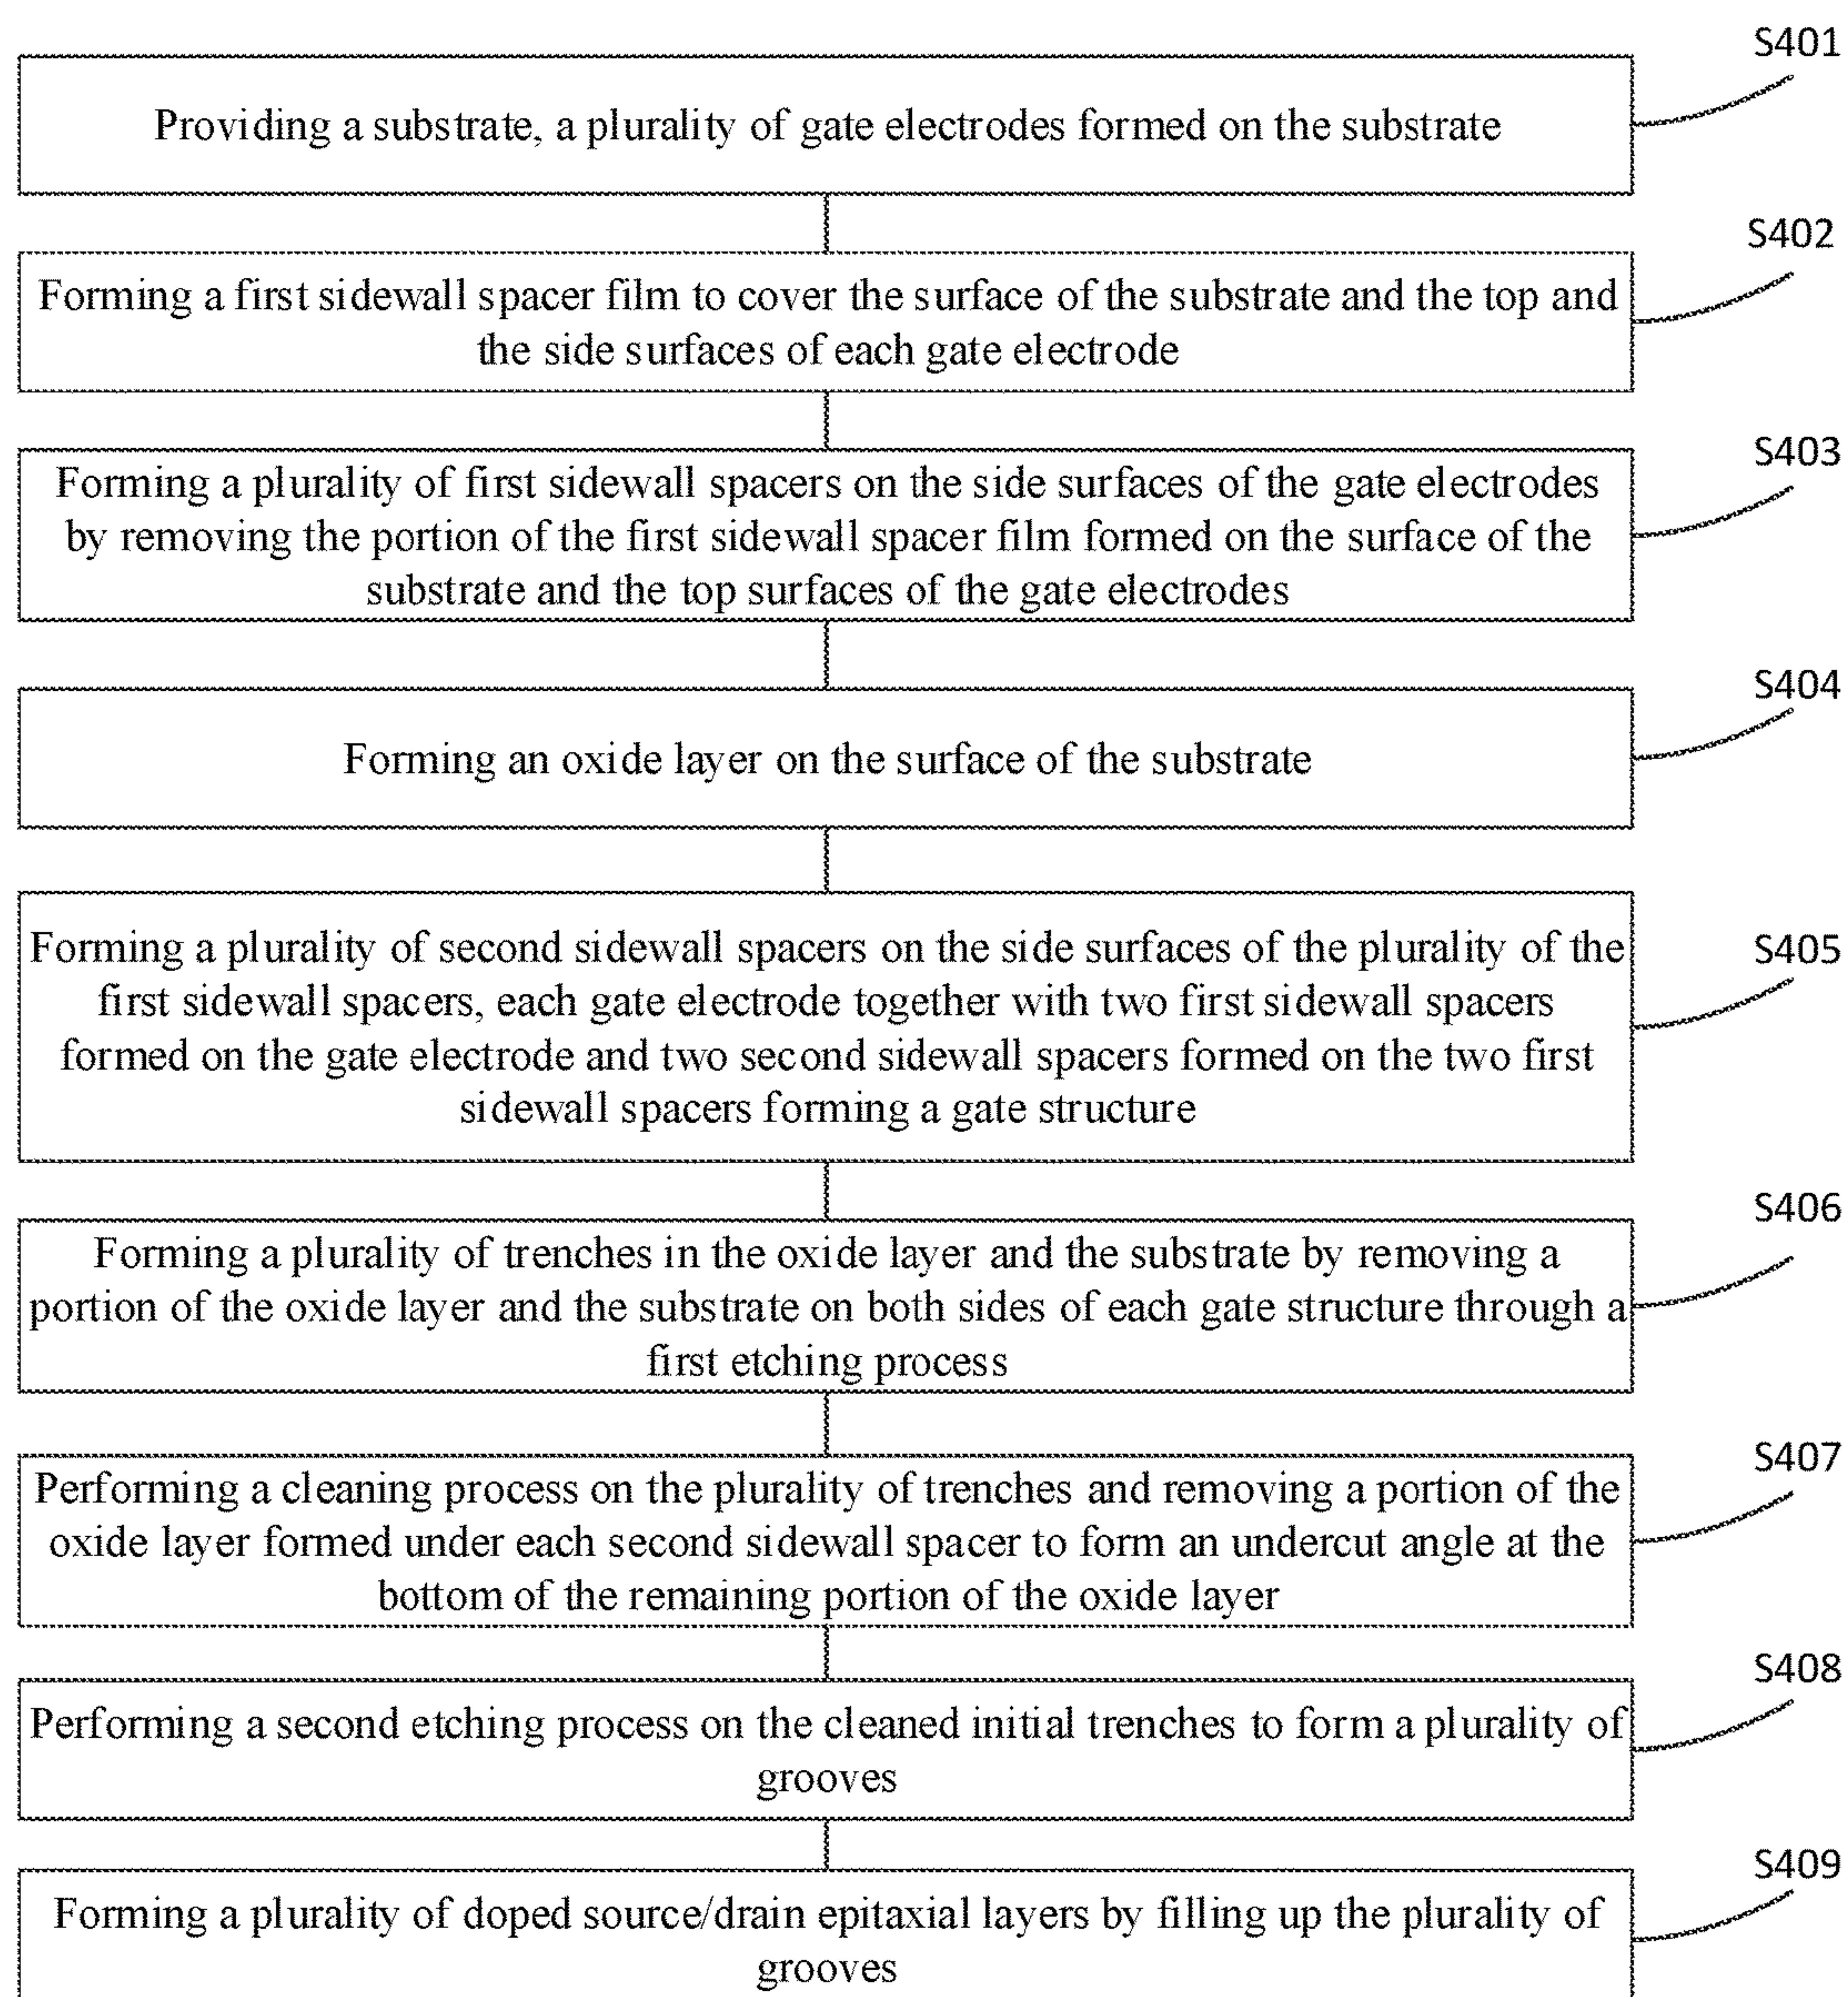 S401
Providing a substrate, a plurality of gate electrodes formed on the substrate
S402
Forming a first sidewall spacer film to cover the surface of the substrate and the top and
the side surfaces of each gate electrode
S403
Forming a plurality of first sidewall spacers on the side surfaces of the gate electrodes
by removing the portion of the first sidewall spacer film formed on the surface of the
substrate and the top surfaces of the gate electrodes
S404
Forming an oxide layer on the surface of the substrate
S405
Forming a plurality of second sidewall spacers on the side surfaces of the plurality of the
first sidewall spacers, each gate electrode together with two first sidewall spacers
formed on the gate electrode and two second sidewall spacers formed on the two first
sidewall spacers forming a gate structure
S406
Forming a plurality of trenches in the oxide layer and the substrate by removing a
portion of the oxide layer and the substrate on both sides of each gate structure through a
first etching process
S407
Performing a cleaning process on the plurality of trenches and removing a portion of the
oxide layer formed under each second sidewall spacer to form an undercut angle at the
bottom of the remaining portion of the oxide layer
S408
Performing a second etching process on the cleaned initial trenches to form a plurality of
grooves
S409
Forming a plurality of doped source/drain epitaxial layers by filling up the plurality of
grooves